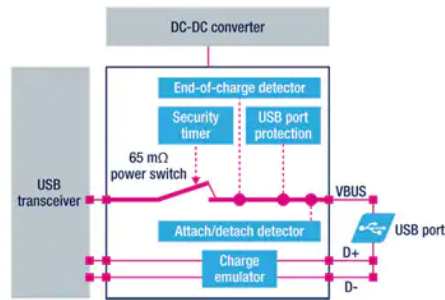 DC-DC converter
End-of-charge detector
Security
timer
USB port
protection
65 mΩ
power switch
USB
transceiver
VBUS
Attach/detach detector
USB port
D+
Charge
emulator
D-